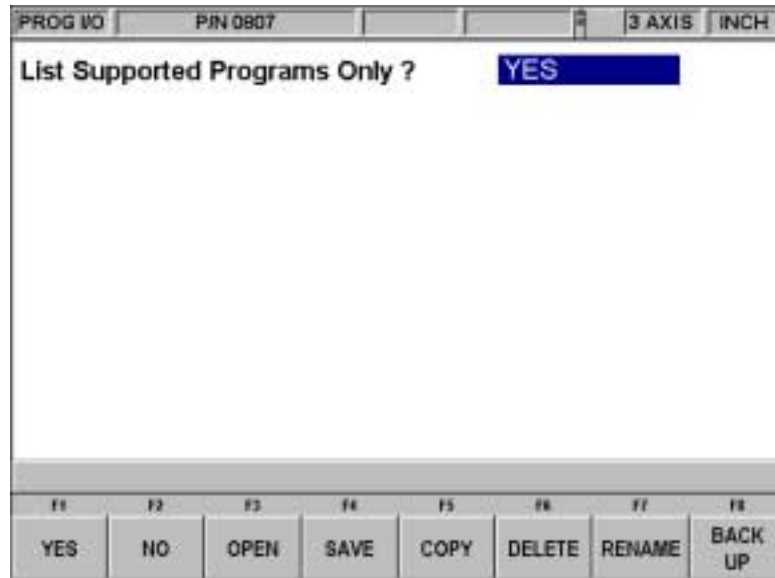 PROG I/O P/N 0807 3 AXIS INCH
List Supported Programs Only ? YES
F1 F2 F3 F4 F5 F6 F7 F8
YES NO OPEN SAVE COPY DELETE RENAME BACK
UP